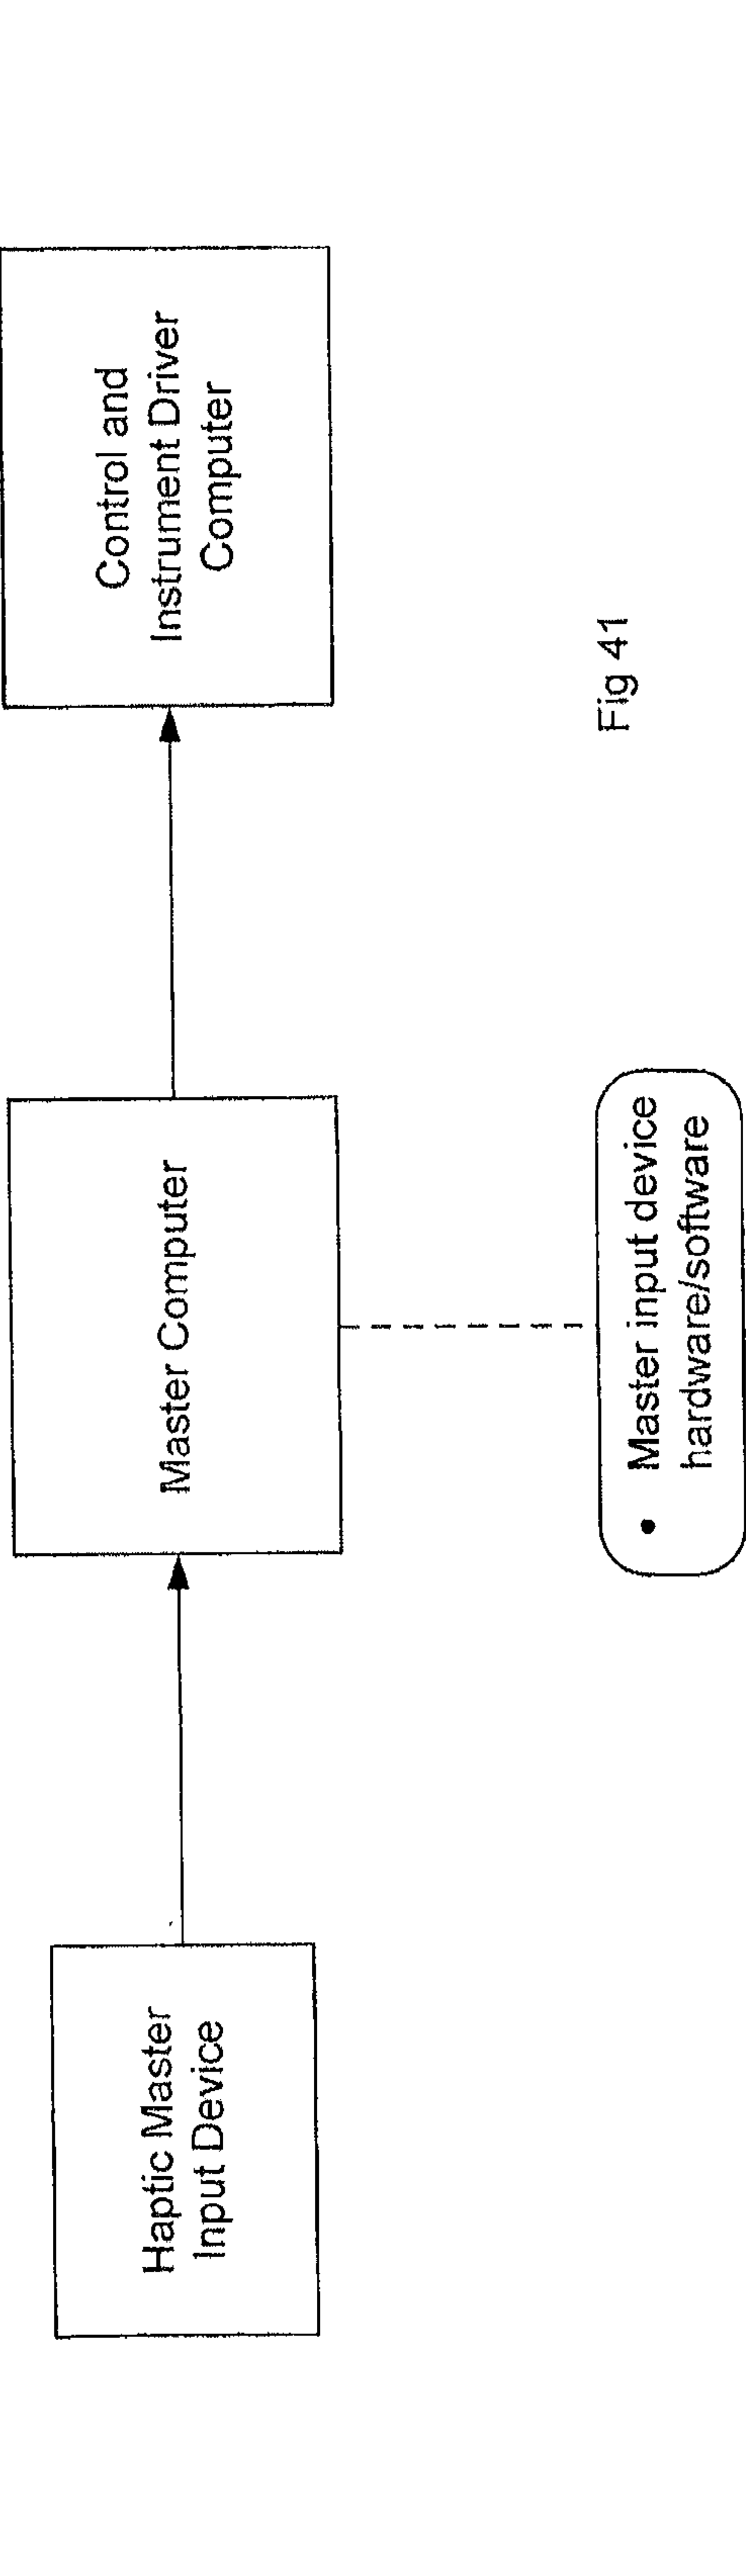 Haptic Master
Input Device
Master Computer
Control and
Instrument Driver
Computer
• Master input device
hardware/software
Fig 41